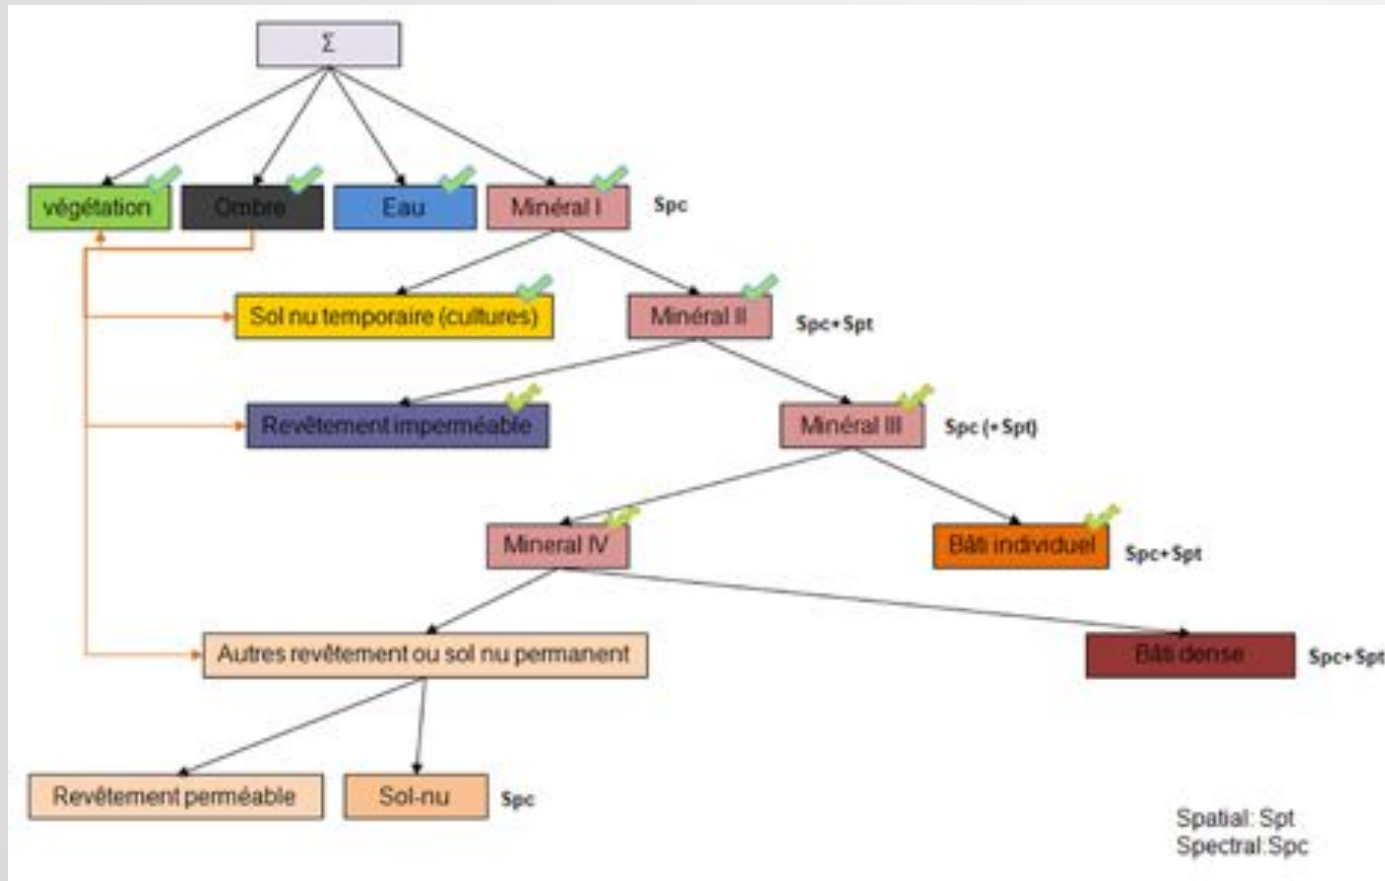 Σ
végétation Ombre Eau Minéral I Spc
Sol nu temporaire (cultures) Minéral II Spc+Spt
Revêtement imperméable Minéral III Spc (+Spt)
Mineral IV Bâti individuel Spc+Spt
Autres revêtement ou sol nu permanent Bâti dense Spc+Spt
Revêtement perméable Sol-nu Spc
Spatial: Spt
Spectral:Spc